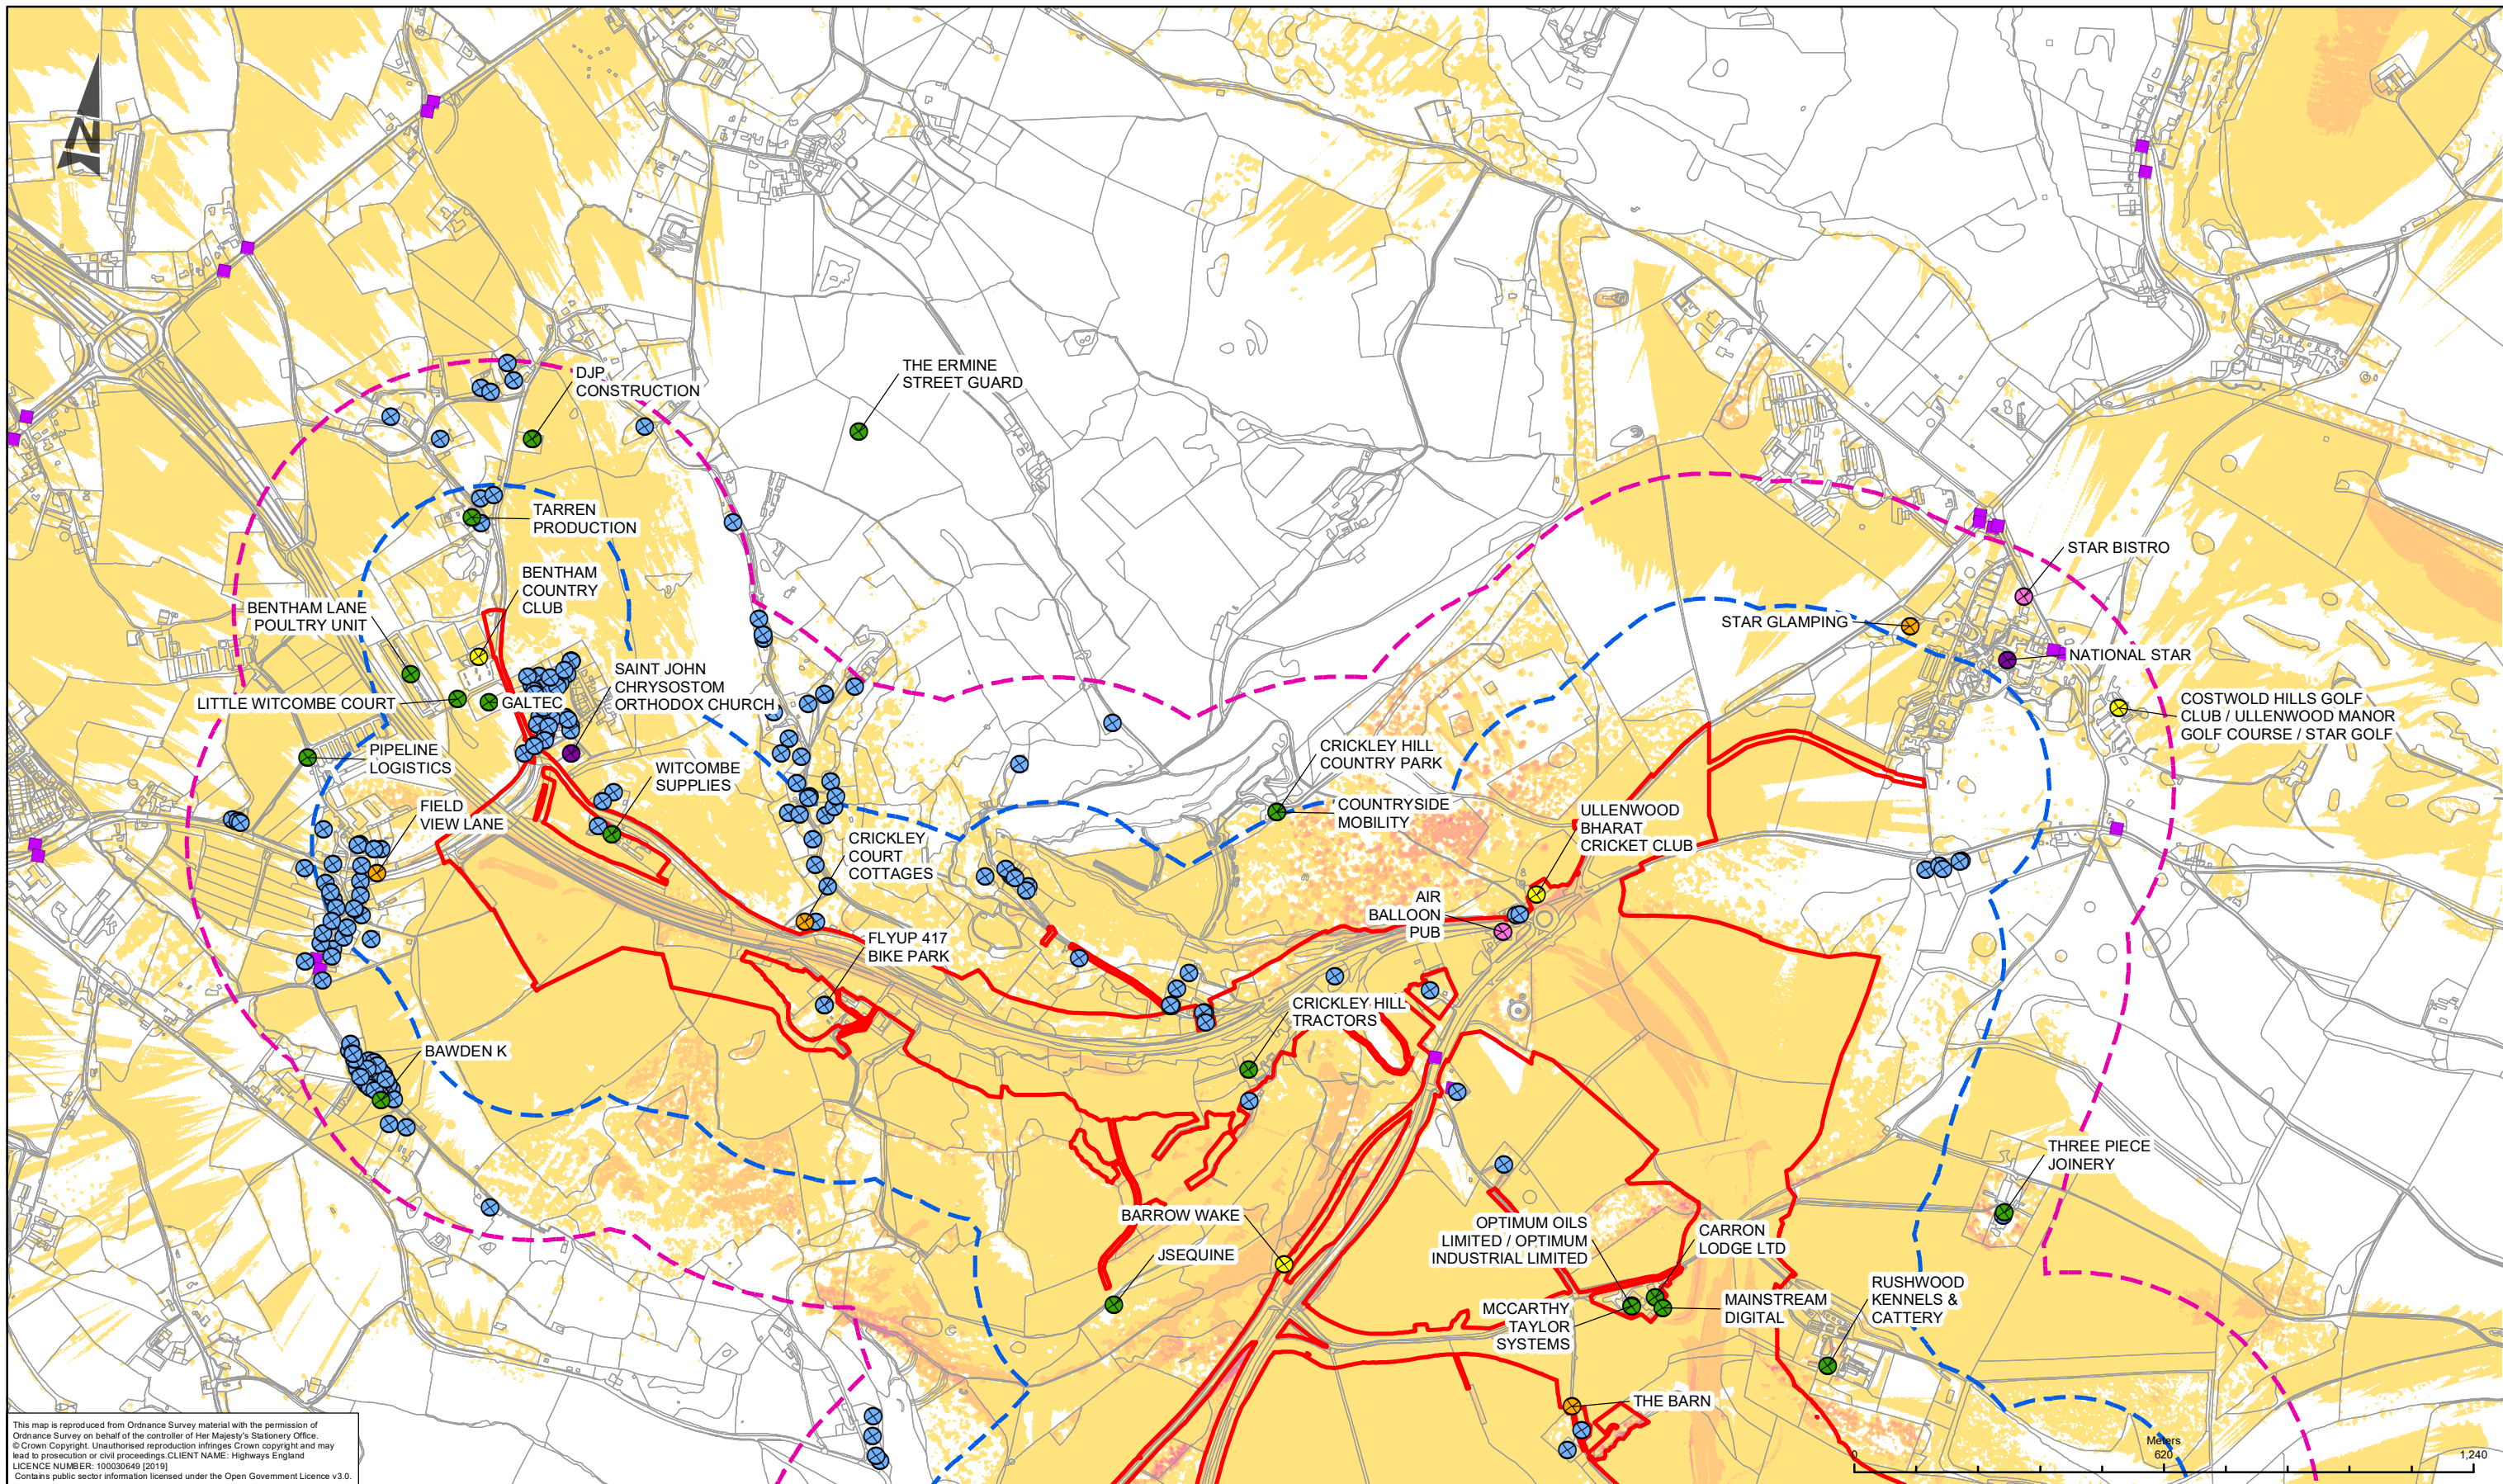 DJP
CONSTRUCTION
THE ERMINE
STREET GUARD
TARREN
PRODUCTION
STAR BISTRO
BENTHAM
COUNTRY
CLUB
BENTHAM LANE
POULTRY UNIT
STAR GLAMPING
NATIONAL STAR
SAINT JOHN
CHRYSOSTOM
ORTHODOX CHURCH
LITTLE WITCOMBE COURT
GALTEC
COSTWOLD HILLS GOLF
CLUB / ULLENWOOD MANOR
GOLF COURSE / STAR GOLF
PIPELINE
LOGISTICS
WITCOMBE
SUPPLIES
CRICKLEY HILL
COUNTRY PARK
COUNTRYSIDE
MOBILITY
FIELD
VIEW LANE
ULLENWOOD
BHARAT
CRICKET CLUB
CRICKLEY
COURT
COTTAGES
AIR
BALLOON
PUB
FLYUP 417
BIKE PARK
CRICKLEY HILL
TRACTORS
BAWDEN K
THREE PIECE
JOINERY
BARROW WAKE
OPTIMUM OILS
LIMITED / OPTIMUM
INDUSTRIAL LIMITED
CARRON
LODGE LTD
JSEQUINE
RUSHWOOD
KENNELS &
CATTERY
MCCARTHY
TAYLOR
SYSTEMS
MAINSTREAM
DIGITAL
THE BARN
This map is reproduced from Ordnance Survey material with the permission of
Ordnance Survey on behalf of the controller of Her Majesty's Stationery Office.
© Crown Copyright. Unauthorised reproduction infringes Crown copyright and may
lead to prosecution or civil proceedings.CLIENT NAME: Highways England
LICENCE NUMBER: 100030649 [2019]
Contains public sector information licensed under the Open Government Licence v3.0.
Meters
0 620 1,240
N